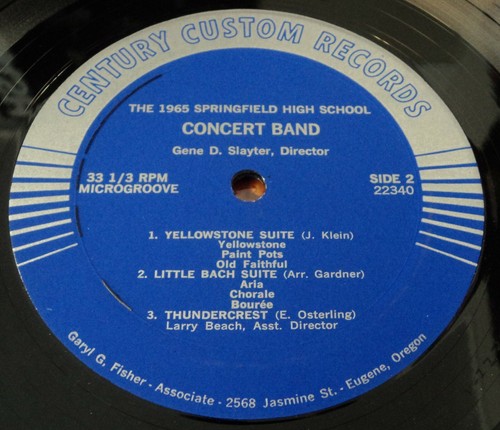 CENTURY CUSTOM RECORDS
THE 1965 SPRINGFIELD HIGH SCHOOL
CONCERT BAND
Gene D. Slayter, Director
33 1/3 RPM
MICROGROOVE
SIDE 2
22340
1. YELLOWSTONE SUITE (J. Klein)
Yellowstone
Paint Pots
Old Faithful
2. LITTLE BACH SUITE (Arr. Gardner)
Aria
Chorale
Bourée
3. THUNDERCREST (E. Osterling)
Larry Beach, Asst. Director
Garyl G. Fisher - Associate - 2568 Jasmine St. - Eugene, Oregon